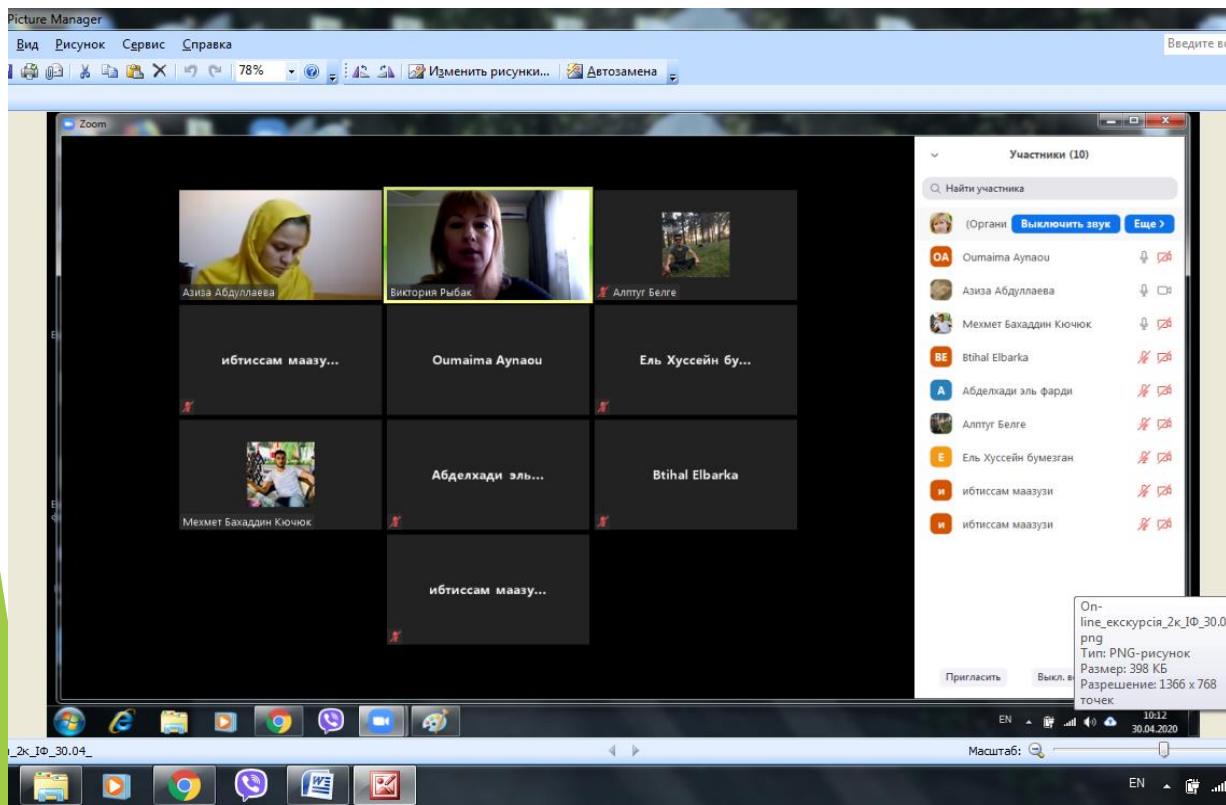 Picture Manager
Вид Рисунок Сервис Справка
78% Изменить рисунки... Автозамена
Zoom
Участники (10)
Найти участника
(Органи Выключить звук Еще >
OA Oumaima Aynaou
Азиза Абдуллаева
Мехмет Бахаддин Кючюк
BE Btihal Elbarka
А Абделхади эль фарди
Алптуг Белге
Е Ель Хуссейн бумезган
и ибтиссам маазузи
и ибтиссам маазузи
Азиза Абдуллаева
Виктория Рыбак
Алптуг Белге
ибтиссам маазу...
Oumaima Aynaou
Ель Хуссейн бу...
Мехмет Бахаддин Кючюк
Абделхади эль...
Btihal Elbarka
ибтиссам маазу...
Пригласить
On-
line_екскурсія_2к_ІФ_30.0
png
Тип: PNG-рисунок
Размер: 398 КБ
Разрешение: 1366 x 768
точек
EN
10:12
30.04.2020
_2к_ІФ_30.04_
Масштаб:
EN